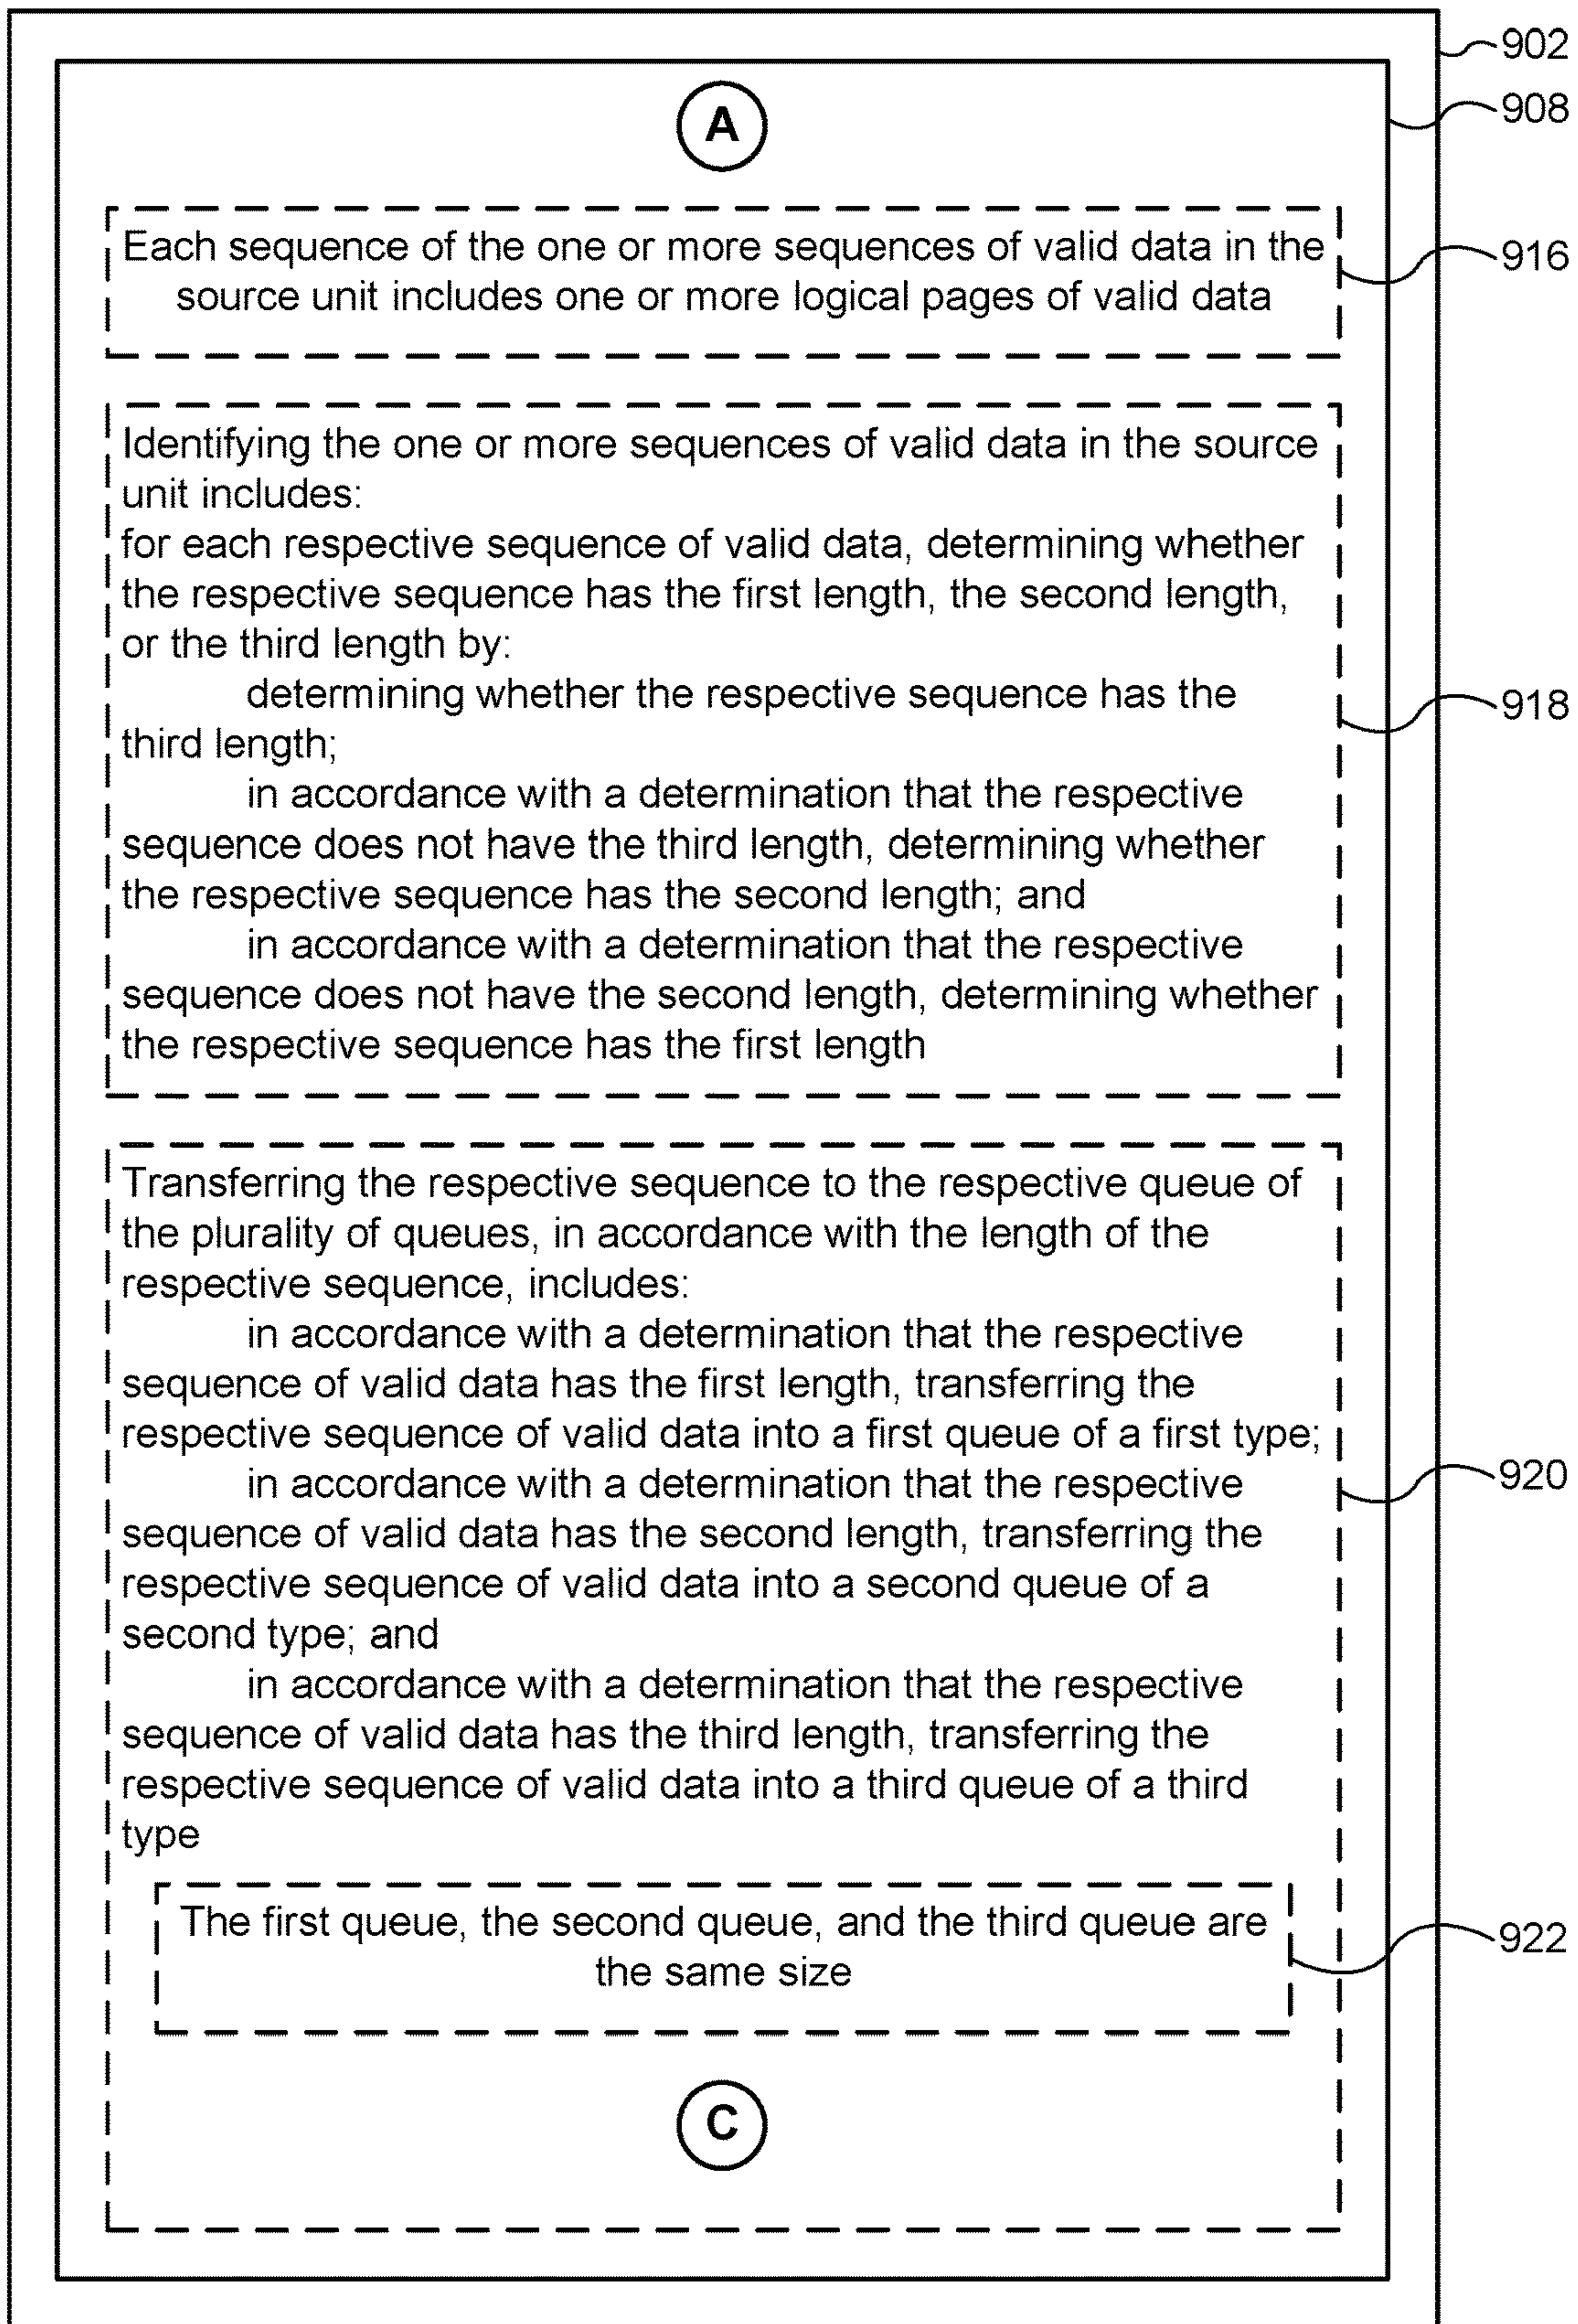 902
908
A
Each sequence of the one or more sequences of valid data in the
source unit includes one or more logical pages of valid data
916
Identifying the one or more sequences of valid data in the source
unit includes:
for each respective sequence of valid data, determining whether
the respective sequence has the first length, the second length,
or the third length by:
determining whether the respective sequence has the
third length;
in accordance with a determination that the respective
sequence does not have the third length, determining whether
the respective sequence has the second length; and
in accordance with a determination that the respective
sequence does not have the second length, determining whether
the respective sequence has the first length
918
Transferring the respective sequence to the respective queue of
the plurality of queues, in accordance with the length of the
respective sequence, includes:
in accordance with a determination that the respective
sequence of valid data has the first length, transferring the
respective sequence of valid data into a first queue of a first type;
in accordance with a determination that the respective
sequence of valid data has the second length, transferring the
respective sequence of valid data into a second queue of a
second type; and
in accordance with a determination that the respective
sequence of valid data has the third length, transferring the
respective sequence of valid data into a third queue of a third
type
920
The first queue, the second queue, and the third queue are
the same size
922
C